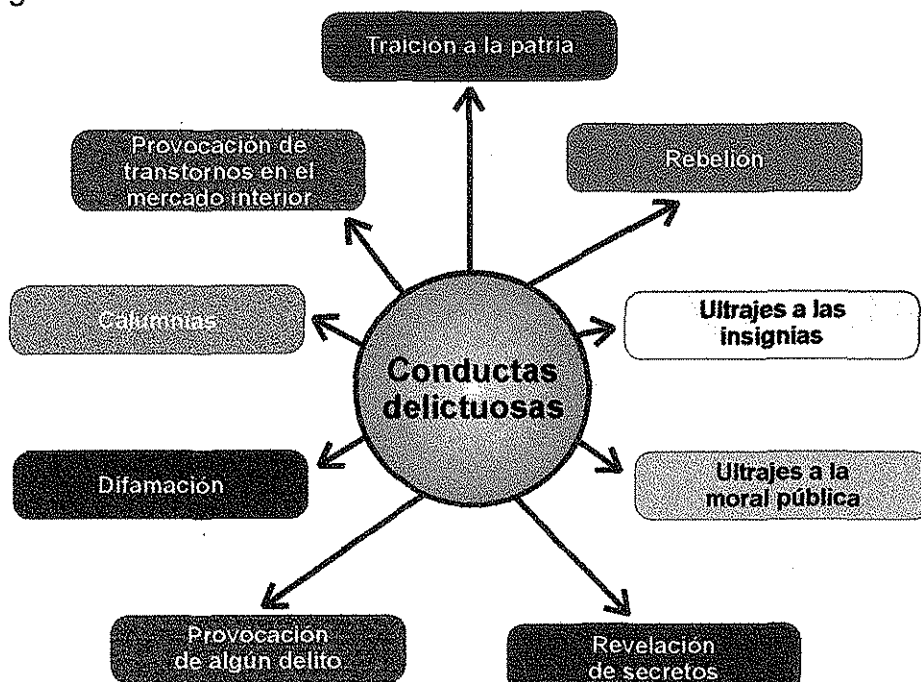 g
Traición a la patria
Provocación de
transtornos en el
mercado interior
Rebelión
Calumnias
Ultrajes a las
insignias
Conductas
delictuosas
Difamación
Ultrajes a la
moral pública
Provocación
de algún delito
Revelación
de secretos